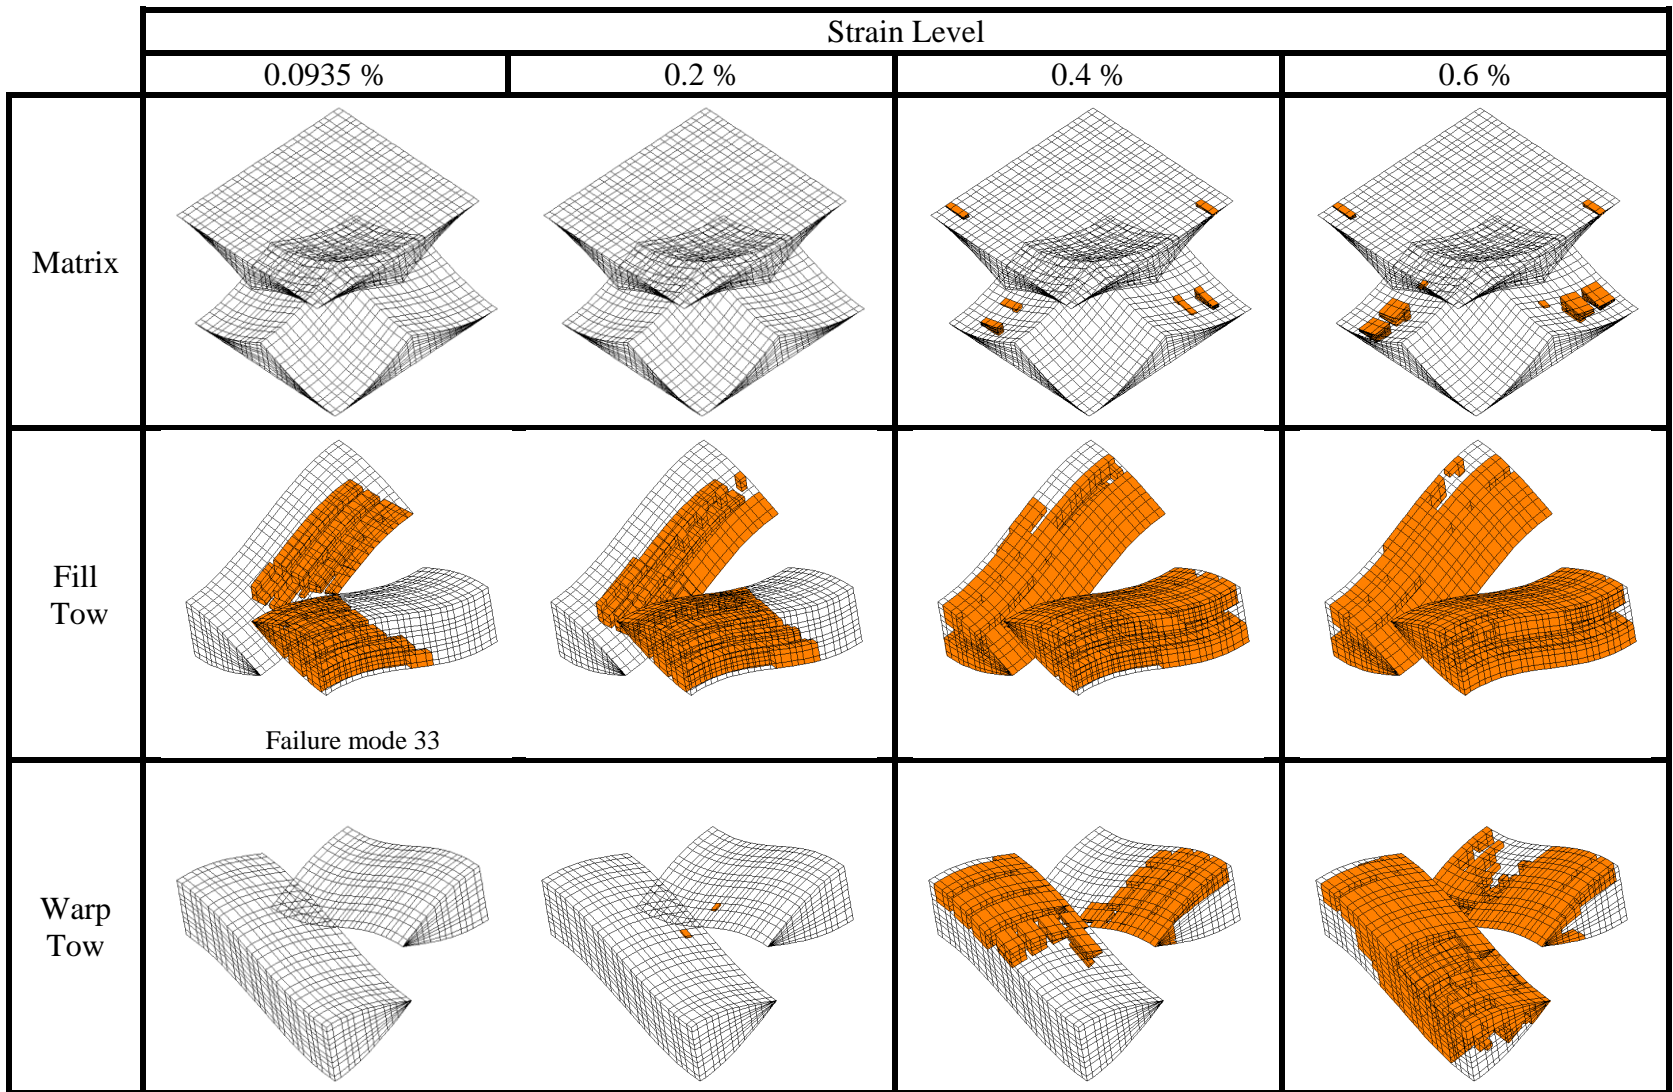 Strain Level
0.0935 %
0.2 %
0.4 %
0.6 %
Matrix
Fill
Tow
Failure mode 33
Warp
Tow